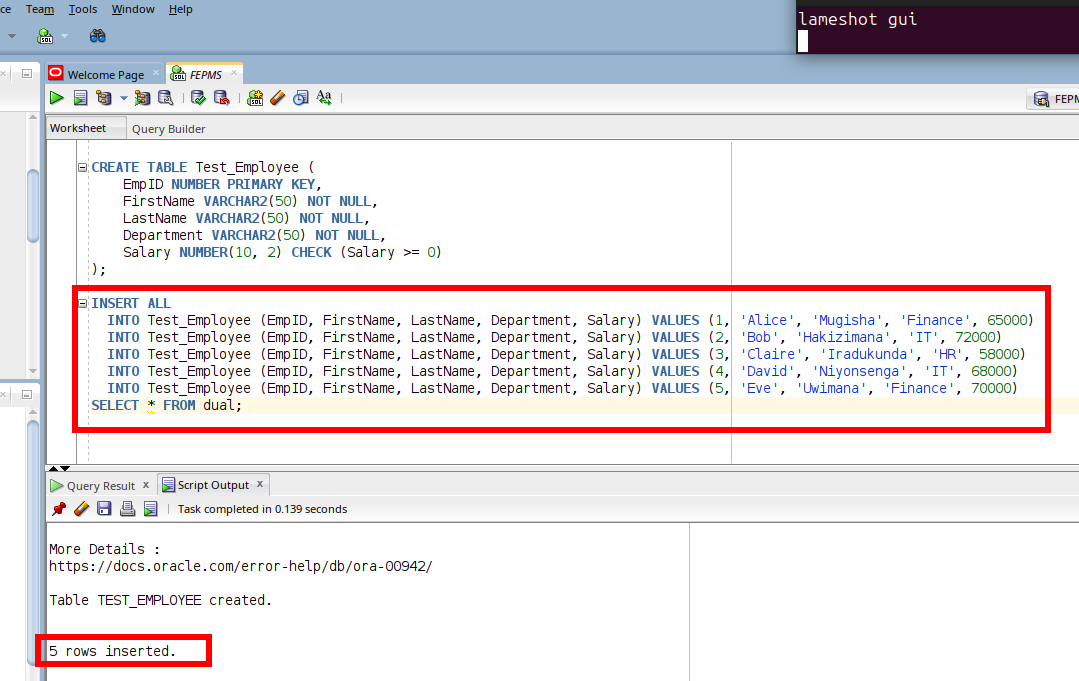 ce Team Tools Window Help
lameshot gui
Welcome Page
FEPMS
FEPM
Worksheet Query Builder
CREATE TABLE Test_Employee (
EmpID NUMBER PRIMARY KEY,
FirstName VARCHAR2(50) NOT NULL,
LastName VARCHAR2(50) NOT NULL,
Department VARCHAR2(50) NOT NULL,
Salary NUMBER(10, 2) CHECK (Salary >= 0)
);
INSERT ALL
INTO Test_Employee (EmpID, FirstName, LastName, Department, Salary) VALUES (1, 'Alice', 'Mugisha', 'Finance', 65000)
INTO Test_Employee (EmpID, FirstName, LastName, Department, Salary) VALUES (2, 'Bob', 'Hakizimana', 'IT', 72000)
INTO Test_Employee (EmpID, FirstName, LastName, Department, Salary) VALUES (3, 'Claire', 'Iradukunda', 'HR', 58000)
INTO Test_Employee (EmpID, FirstName, LastName, Department, Salary) VALUES (4, 'David', 'Niyonsenga', 'IT', 68000)
INTO Test_Employee (EmpID, FirstName, LastName, Department, Salary) VALUES (5, 'Eve', 'Uwimana', 'Finance', 70000)
SELECT * FROM dual;
Query Result x Script Output x
Task completed in 0.139 seconds
More Details :
https://docs.oracle.com/error-help/db/ora-00942/
Table TEST_EMPLOYEE created.
5 rows inserted.